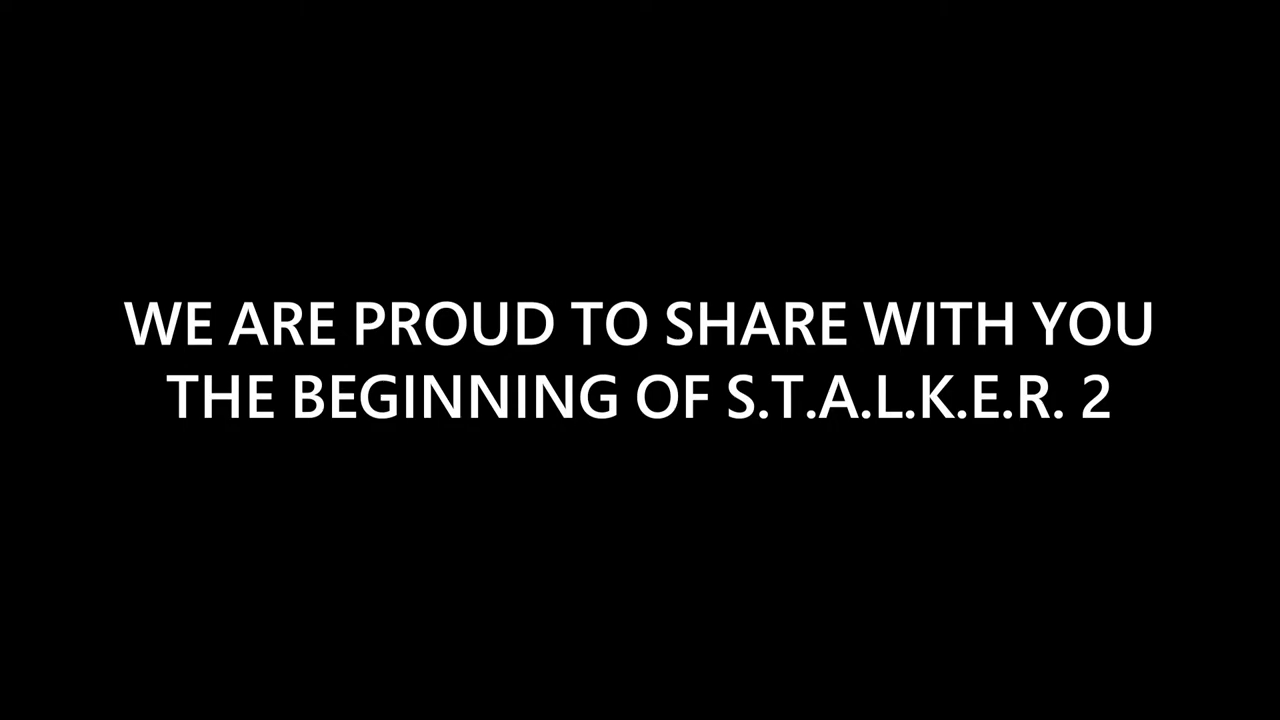 WE ARE PROUD TO SHARE WITH YOU
THE BEGINNING OF S.T.A.L.K.E.R. 2